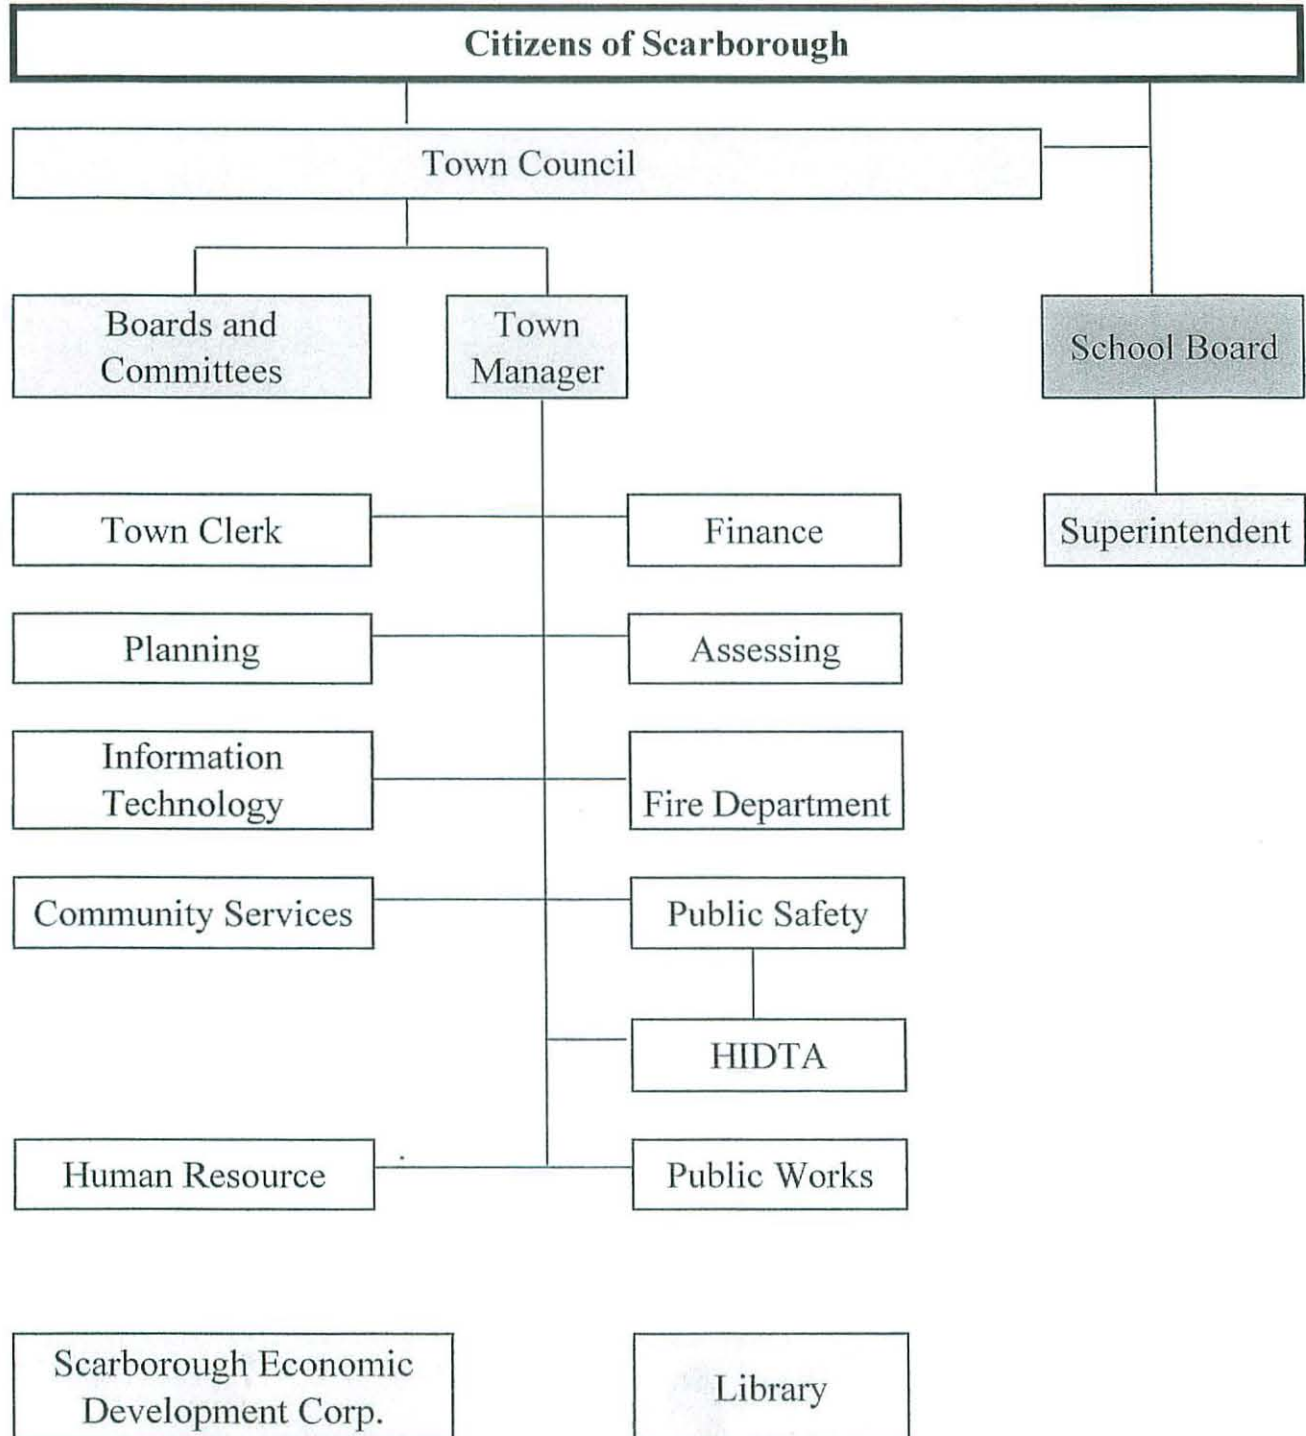 Citizens of Scarborough
Town Council
Boards and
Committees
Town
Manager
School Board
Town Clerk
Finance
Superintendent
Planning
Assessing
Information
Technology
Fire Department
Community Services
Public Safety
HIDTA
Human Resource
Public Works
Scarborough Economic
Development Corp.
Library